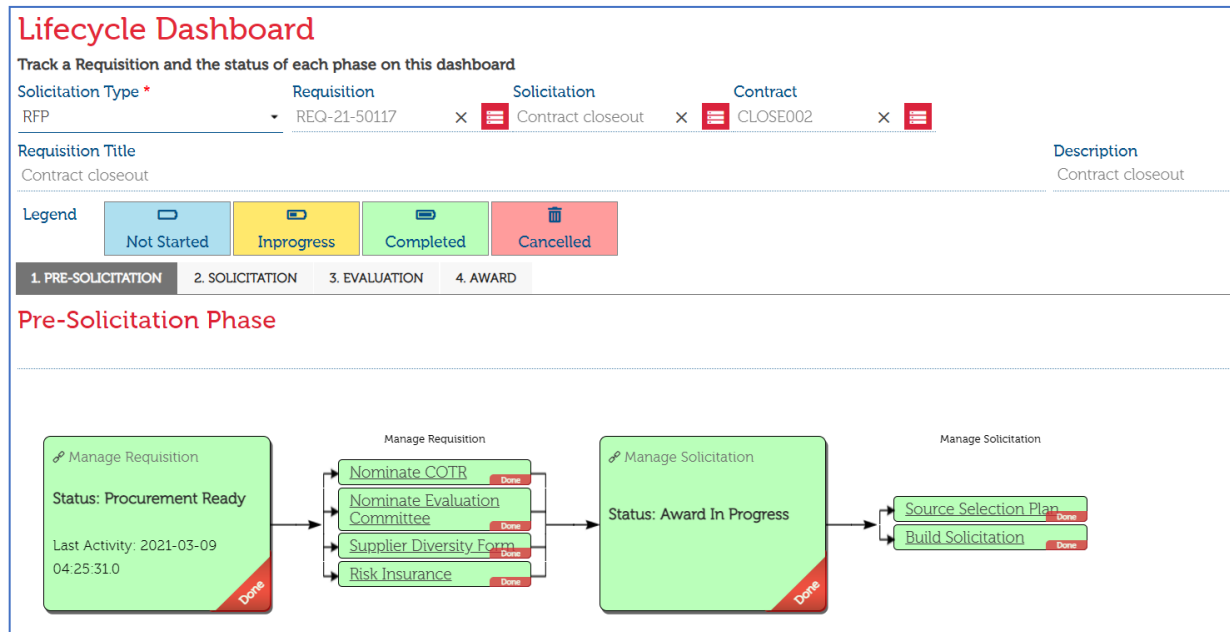 Lifecycle Dashboard
Track a Requisition and the status of each phase on this dashboard
Solicitation Type * Requisition Solicitation Contract
RFP REQ-21-50117 Contract closeout CLOSE002
Requisition Title Description
Contract closeout Contract closeout
Legend Not Started Inprogress Completed Cancelled
1. PRE-SOLICITATION 2. SOLICITATION 3. EVALUATION 4. AWARD
Pre-Solicitation Phase
Manage Requisition
Status: Procurement Ready
Last Activity: 2021-03-09
04:25:31.0
Done
Manage Requisition
Nominate COTR
Done
Nominate Evaluation
Committee
Done
Supplier Diversity Form
Done
Risk Insurance
Done
Manage Solicitation
Status: Award In Progress
Done
Manage Solicitation
Source Selection Plan
Done
Build Solicitation
Done